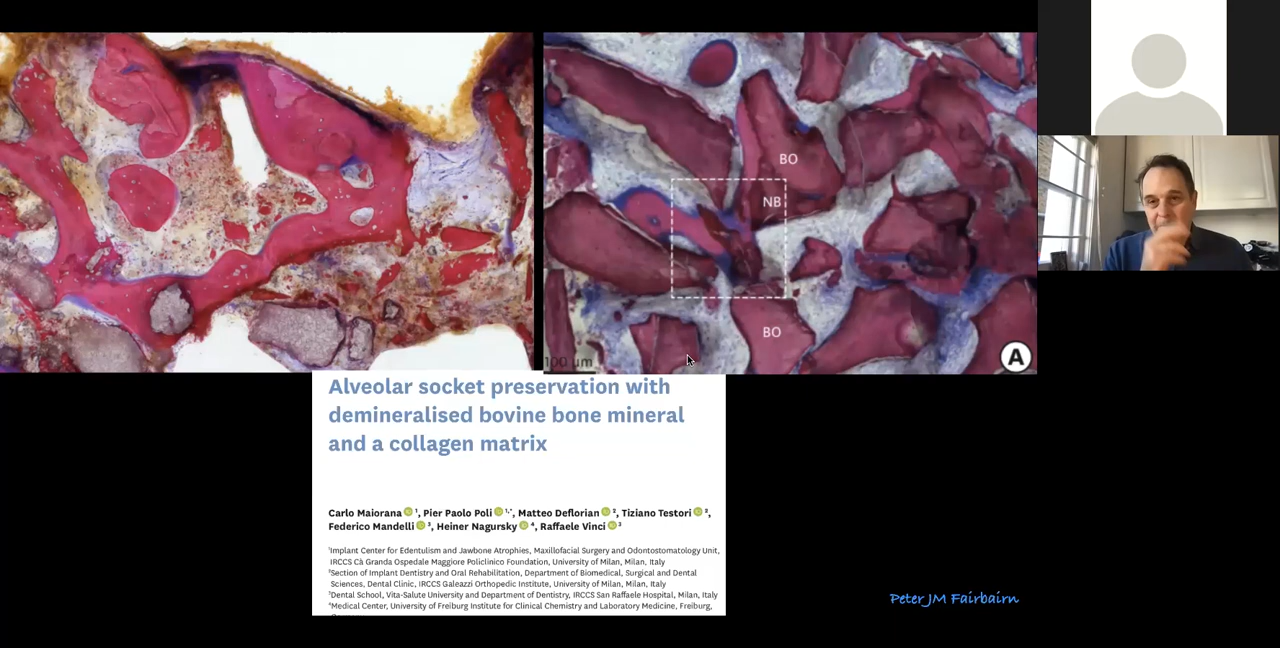 BO
NB
BO
100 um
A
Alveolar socket preservation with
demineralised bovine bone mineral
and a collagen matrix
Carlo Maiorana 1, Pier Paolo Poli 1,*, Matteo Deflorian 2, Tiziano Testori 2,
Federico Mandelli 3, Heiner Nagursky 4, Raffaele Vinci 3
1Implant Center for Edentulism and Jawbone Atrophies, Maxillofacial Surgery and Odontostomatology Unit,
IRCCS Cà Granda Ospedale Maggiore Policlinico Foundation, University of Milan, Milan, Italy
2Section of Implant Dentistry and Oral Rehabilitation, Department of Biomedical, Surgical and Dental
Sciences, Dental Clinic, IRCCS Galeazzi Orthopedic Institute, University of Milan, Milan, Italy
3Dental School, Vita-Salute University and Department of Dentistry, IRCCS San Raffaele Hospital, Milan, Italy
4Medical Center, University of Freiburg Institute for Clinical Chemistry and Laboratory Medicine, Freiburg,
Peter JM Fairbairn